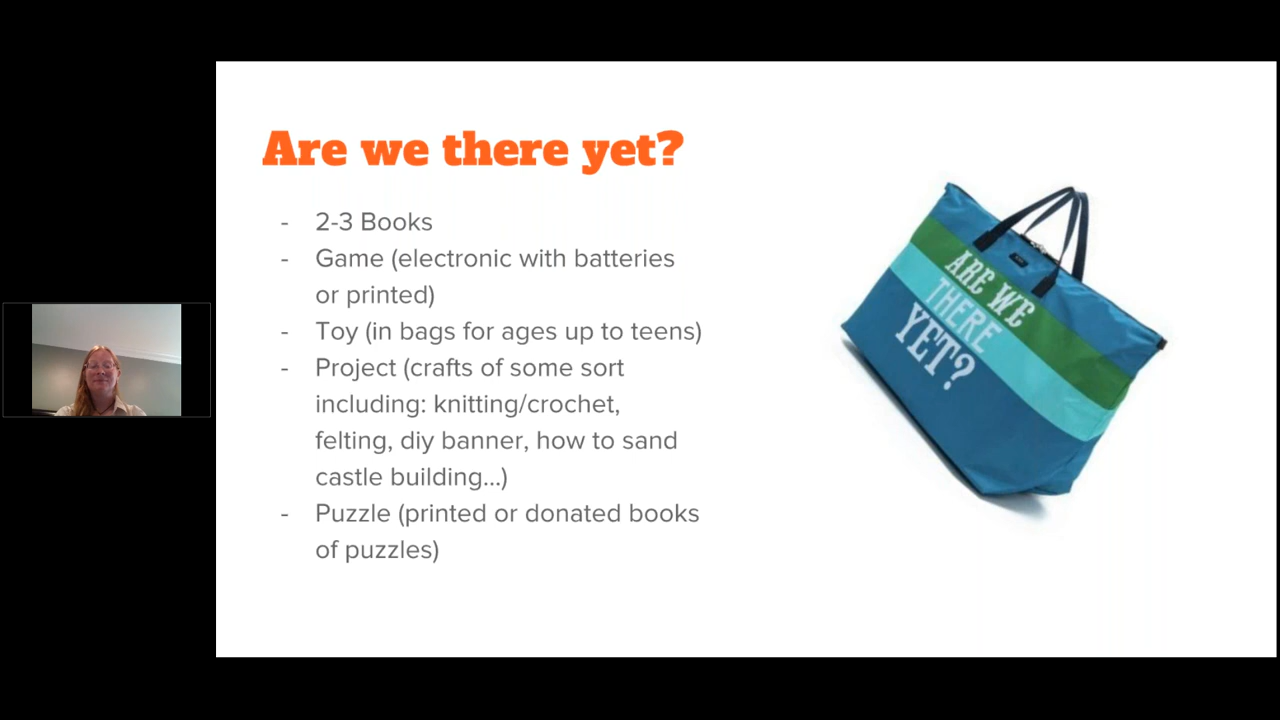 Are we there yet?
- 2-3 Books
- Game (electronic with batteries
or printed)
- Toy (in bags for ages up to teens)
- Project (crafts of some sort
including: knitting/crochet,
felting, diy banner, how to sand
castle building...)
- Puzzle (printed or donated books
of puzzles)
ARE WE
THERE
YET?